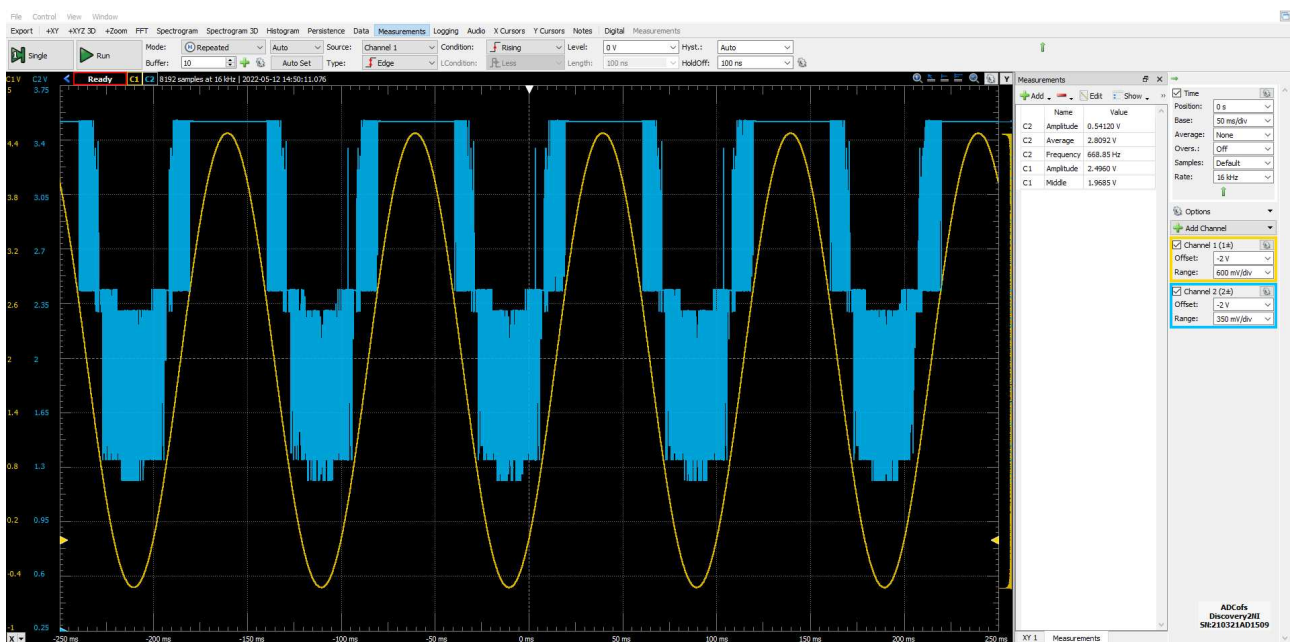 File Control View Window
Export +XY +XYZ 3D +Zoom FFT Spectrogram Spectrogram 3D Histogram Persistence Data Measurements Logging Audio X Cursors Y Cursors Notes Digital Measurements
Single Run Mode: Repeated Auto Source: Channel 1 Condition: Rising Level: 0 V Hyst.: Auto
Buffer: 10 Auto Set Type: Edge LCondition: Less Length: 100 ns HoldOff: 100 ns
C1 V C2 V Ready C1 C2 8192 samples at 16 kHz | 2022-05-12 14:50:11.076 Y
5 3.75
4.4 3.4
3.8 3.05
3.2 2.7
2.6 2.35
2 2
1.4 1.65
0.8 1.3
0.2 0.95
-0.4 0.6
-1 0.25
X -250 ms -200 ms -150 ms -100 ms -50 ms 0 ms 50 ms 100 ms 150 ms 200 ms 250 ms
Measurements
Add Edit Show
Name Value
C2 Amplitude 0.54120 V
C2 Average 2.8092 V
C2 Frequency 668.85 Hz
C1 Amplitude 2.4960 V
C1 Middle 1.9685 V
XY 1 Measurements
Time
Position: 0 s
Base: 50 ms/div
Average: None
Overs.: Off
Samples: Default
Rate: 16 kHz
Options
Add Channel
Channel 1 (1±)
Offset: -2 V
Range: 600 mV/div
Channel 2 (2±)
Offset: -2 V
Range: 350 mV/div
ADCofs
Discovery2NI
SN:210321AD1509